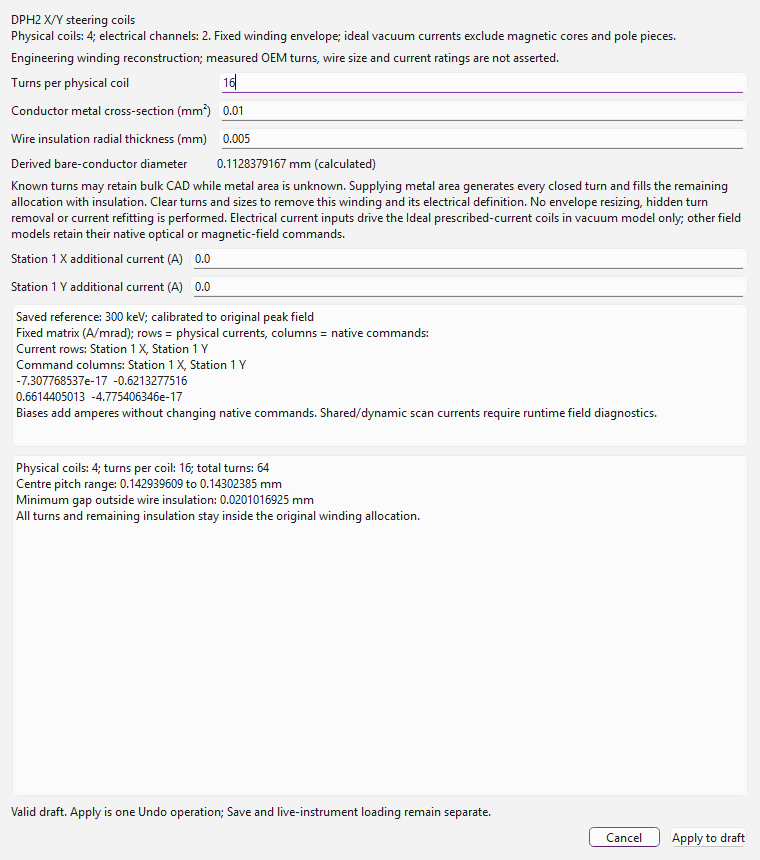 DPH2 X/Y steering coils
Physical coils: 4; electrical channels: 2. Fixed winding envelope; ideal vacuum currents exclude magnetic cores and pole pieces.
Engineering winding reconstruction; measured OEM turns, wire size and current ratings are not asserted.
Turns per physical coil 16
Conductor metal cross-section (mm²) 0.01
Wire insulation radial thickness (mm) 0.005
Derived bare-conductor diameter 0.1128379167 mm (calculated)
Known turns may retain bulk CAD while metal area is unknown. Supplying metal area generates every closed turn and fills the remaining
allocation with insulation. Clear turns and sizes to remove this winding and its electrical definition. No envelope resizing, hidden turn
removal or current refitting is performed. Electrical current inputs drive the Ideal prescribed-current coils in vacuum model only; other field
models retain their native optical or magnetic-field commands.
Station 1 X additional current (A) 0.0
Station 1 Y additional current (A) 0.0
Saved reference: 300 keV; calibrated to original peak field
Fixed matrix (A/mrad); rows = physical currents, columns = native commands:
Current rows: Station 1 X, Station 1 Y
Command columns: Station 1 X, Station 1 Y
-7.307768537e-17 -0.6213277516
0.6614405013 -4.775406346e-17
Biases add amperes without changing native commands. Shared/dynamic scan currents require runtime field diagnostics.
Physical coils: 4; turns per coil: 16; total turns: 64
Centre pitch range: 0.142939609 to 0.14302385 mm
Minimum gap outside wire insulation: 0.0201016925 mm
All turns and remaining insulation stay inside the original winding allocation.
Valid draft. Apply is one Undo operation; Save and live-instrument loading remain separate.
Cancel Apply to draft